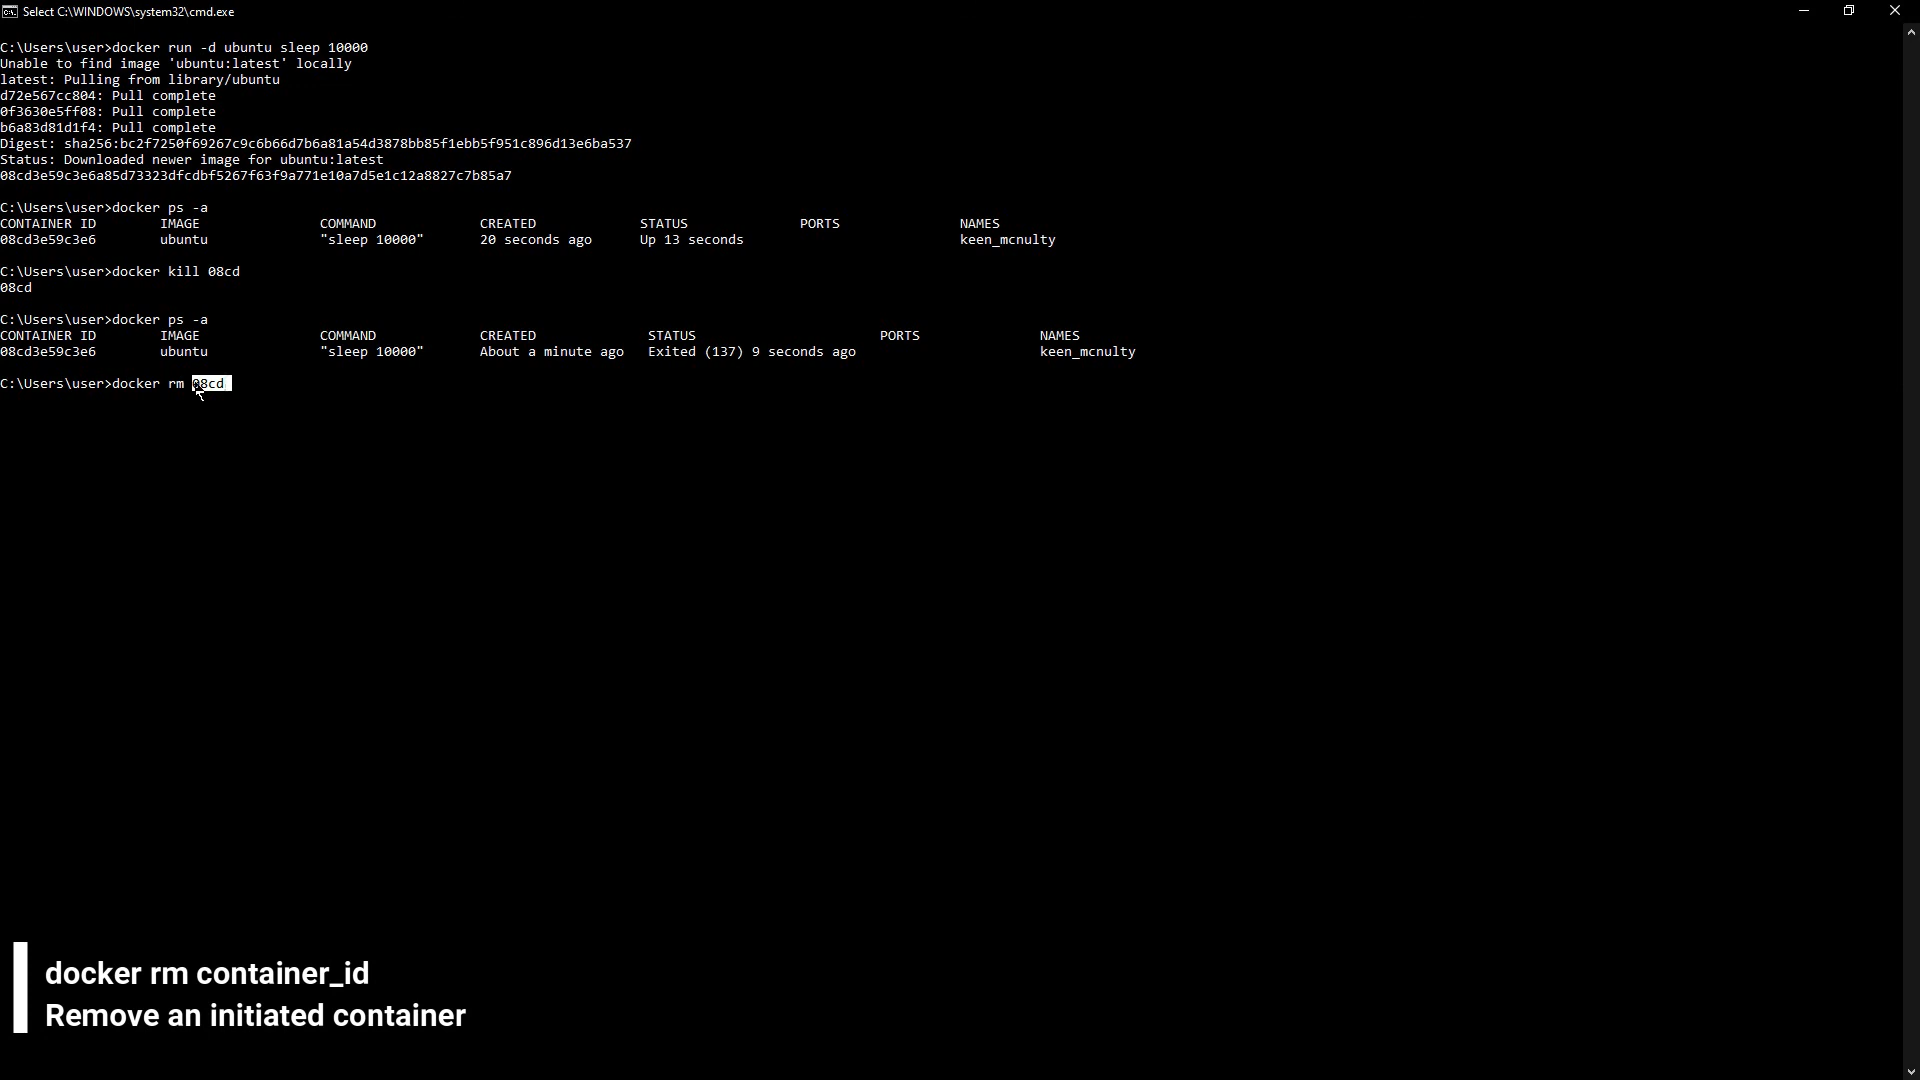 Select C:\WINDOWS\system32\cmd.exe
C:\Users\user>docker run -d ubuntu sleep 10000
Unable to find image 'ubuntu:latest' locally
latest: Pulling from library/ubuntu
d72e567cc804: Pull complete
0f3630e5ff08: Pull complete
b6a83d81d1f4: Pull complete
Digest: sha256:bc2f7250f69267c9c6b66d7b6a81a54d3878bb85f1ebb5f951c896d13e6ba537
Status: Downloaded newer image for ubuntu:latest
08cd3e59c3e6a85d73323dfcdbf5267f63f9a771e10a7d5e1c12a8827c7b85a7
C:\Users\user>docker ps -a
CONTAINER ID        IMAGE               COMMAND             CREATED             STATUS              PORTS               NAMES
08cd3e59c3e6        ubuntu              "sleep 10000"       20 seconds ago      Up 13 seconds                           keen_mcnulty
C:\Users\user>docker kill 08cd
08cd
C:\Users\user>docker ps -a
CONTAINER ID        IMAGE               COMMAND             CREATED              STATUS                       PORTS               NAMES
08cd3e59c3e6        ubuntu              "sleep 10000"       About a minute ago   Exited (137) 9 seconds ago                       keen_mcnulty
C:\Users\user>docker rm 08cd
docker rm container_id
Remove an initiated container